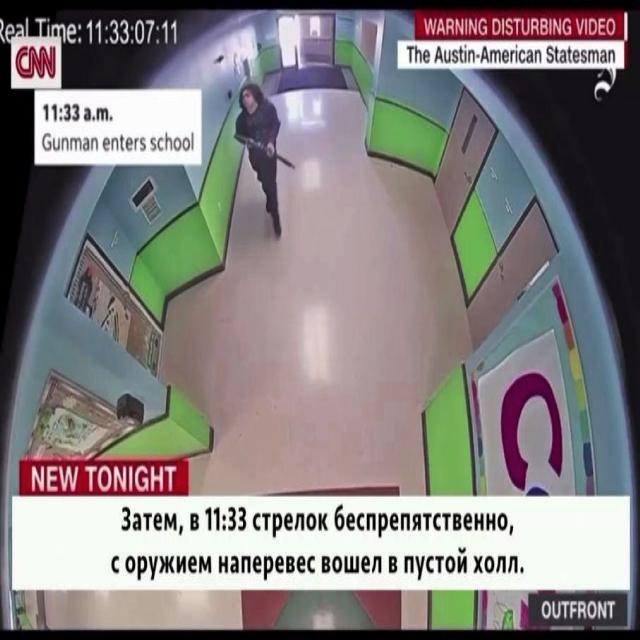 Real Time: 11:33:07:11
CNN
WARNING DISTURBING VIDEO
The Austin-American Statesman
11:33 a.m.
Gunman enters school
NEW TONIGHT
Затем, в 11:33 стрелок беспрепятственно,
с оружием наперевес вошел в пустой холл.
OUTFRONT